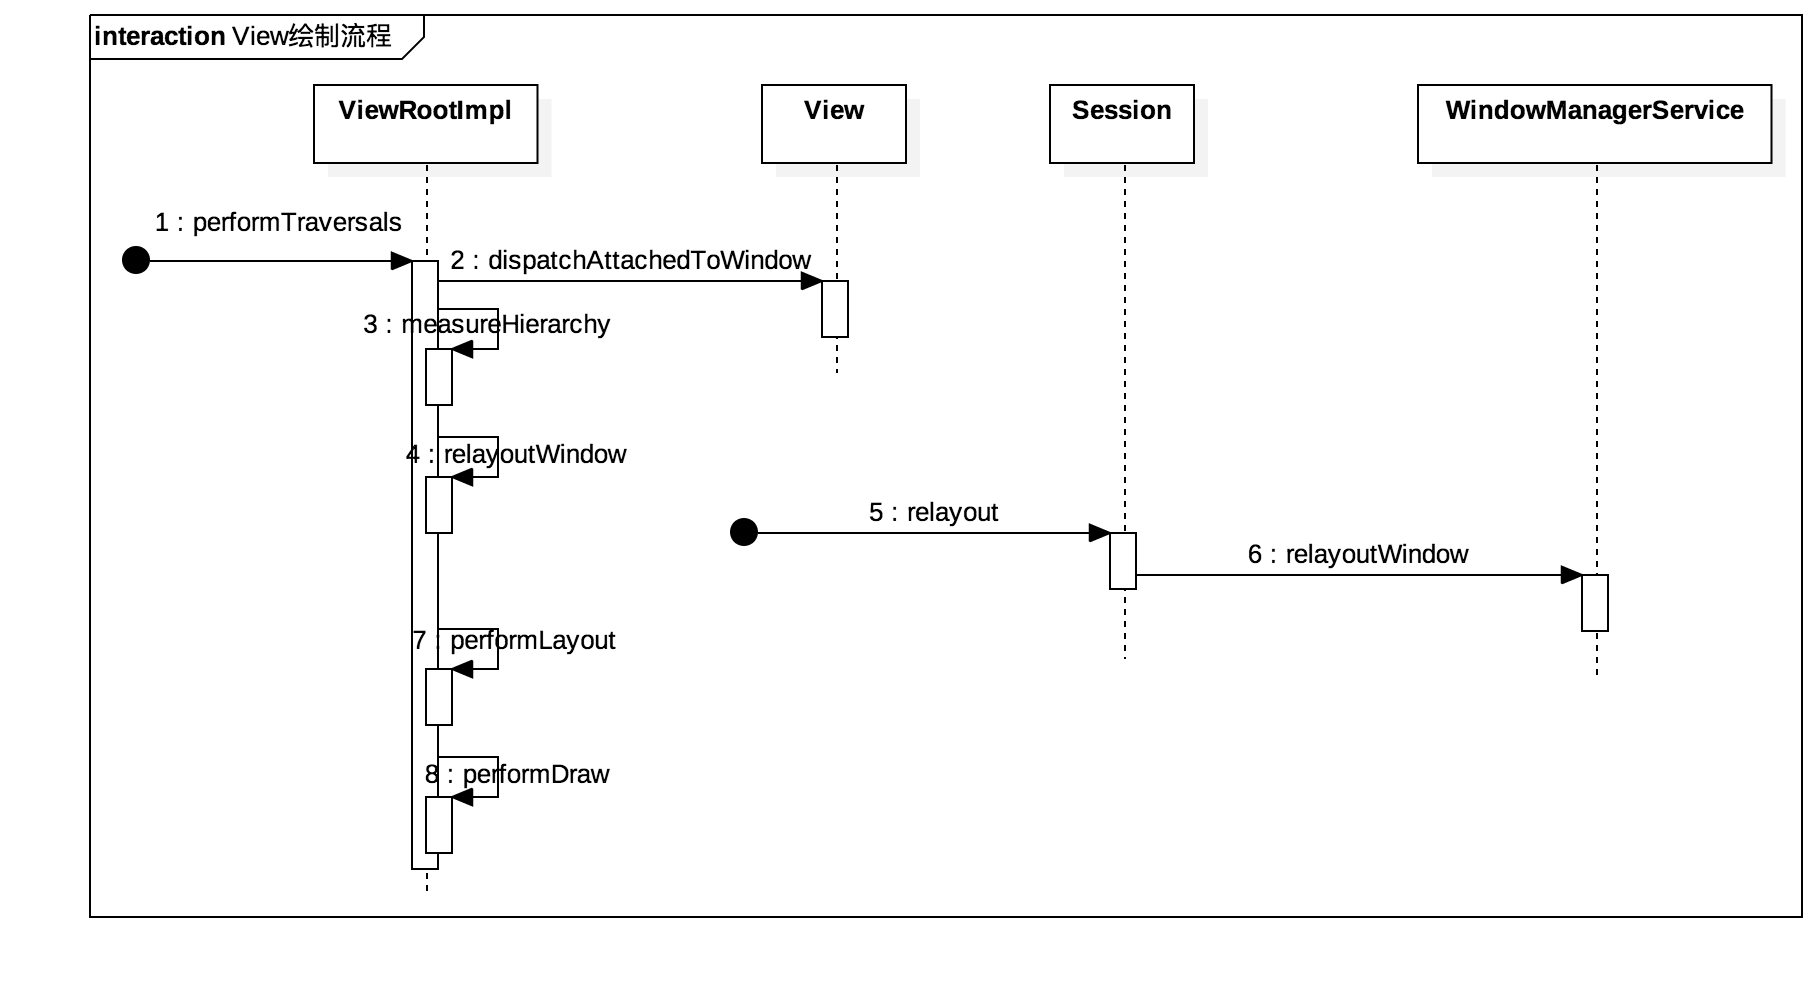 interaction View绘制流程
ViewRootImpl
View
Session
WindowManagerService
1 : performTraversals
2 : dispatchAttachedToWindow
3 : measureHierarchy
4 : relayoutWindow
5 : relayout
6 : relayoutWindow
7 : performLayout
8 : performDraw